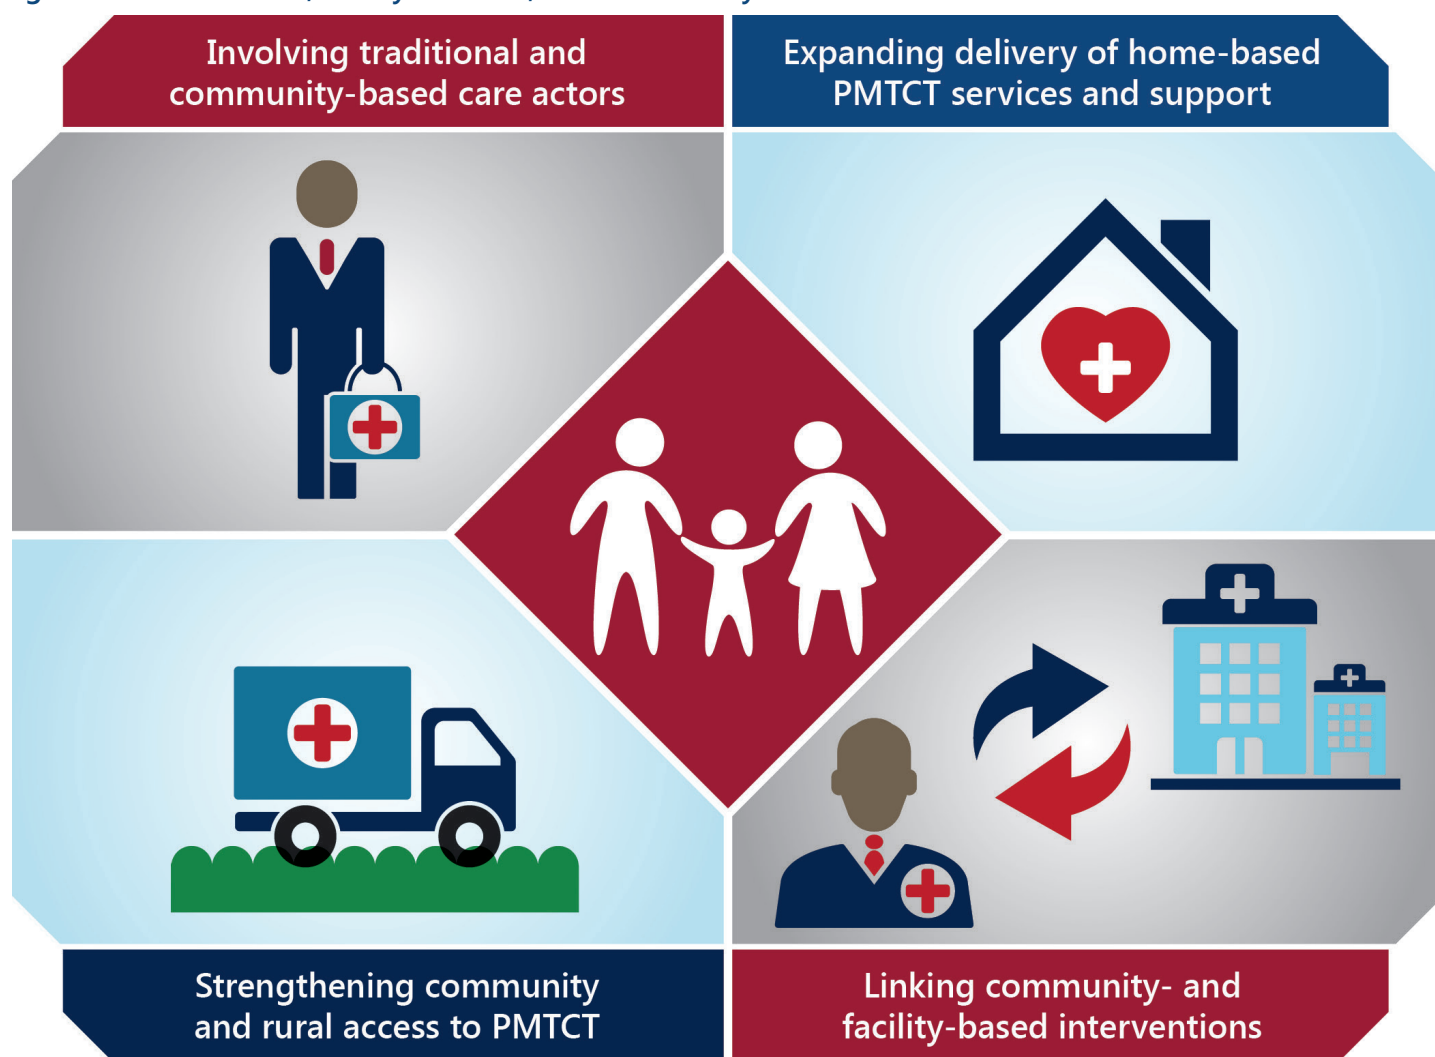 Involving traditional and
community-based care actors
Expanding delivery of home-based
PMTCT services and support
Strengthening community
and rural access to PMTCT
Linking community- and
facility-based interventions